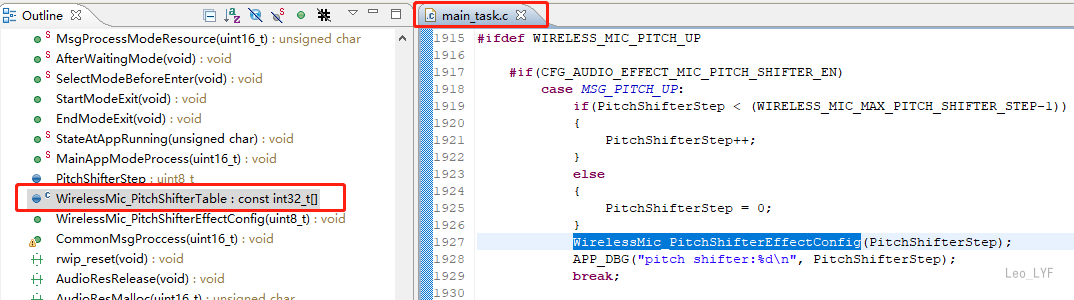 Outline
MsgProcessModeResource(uint16_t) : unsigned char
AfterWaitingMode(void) : void
SelectModeBeforeEnter(void) : void
StartModeExit(void) : void
EndModeExit(void) : void
StateAtAppRunning(unsigned char) : void
MainAppModeProcess(uint16_t) : void
PitchShifterStep : uint8_t
WirelessMic_PitchShifterTable : const int32_t[]
WirelessMic_PitchShifterEffectConfig(uint8_t) : void
CommonMsgProccess(uint16_t) : void
rwip_reset(void) : void
AudioResRelease(void) : void
AudioResMalloc(uint16_t) : unsigned char
main_task.c
1915 #ifdef WIRELESS_MIC_PITCH_UP
1916
1917 #if(CFG_AUDIO_EFFECT_MIC_PITCH_SHIFTER_EN)
1918 case MSG_PITCH_UP:
1919 if(PitchShifterStep < (WIRELESS_MIC_MAX_PITCH_SHIFTER_STEP-1))
1920 {
1921 PitchShifterStep++;
1922 }
1923 else
1924 {
1925 PitchShifterStep = 0;
1926 }
1927 WirelessMic_PitchShifterEffectConfig(PitchShifterStep);
1928 APP_DBG("pitch shifter:%d\n", PitchShifterStep);
1929 break;
1930
Leo_LYF